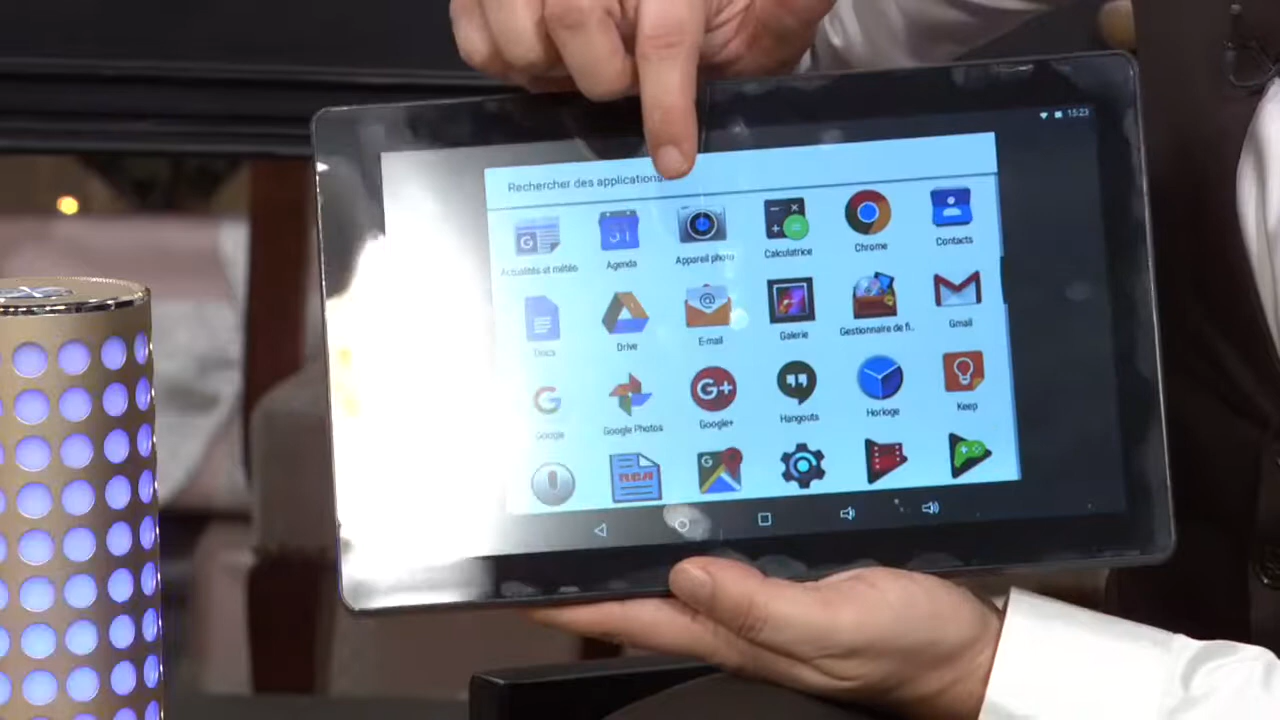 15:23
Rechercher des applications
Actualités et météo
Agenda
Appareil photo
Calculatrice
Chrome
Contacts
Docs
Drive
E-mail
Galerie
Gestionnaire de fi..
Gmail
Google
Google Photos
Google+
Hangouts
Horloge
Keep
RCA